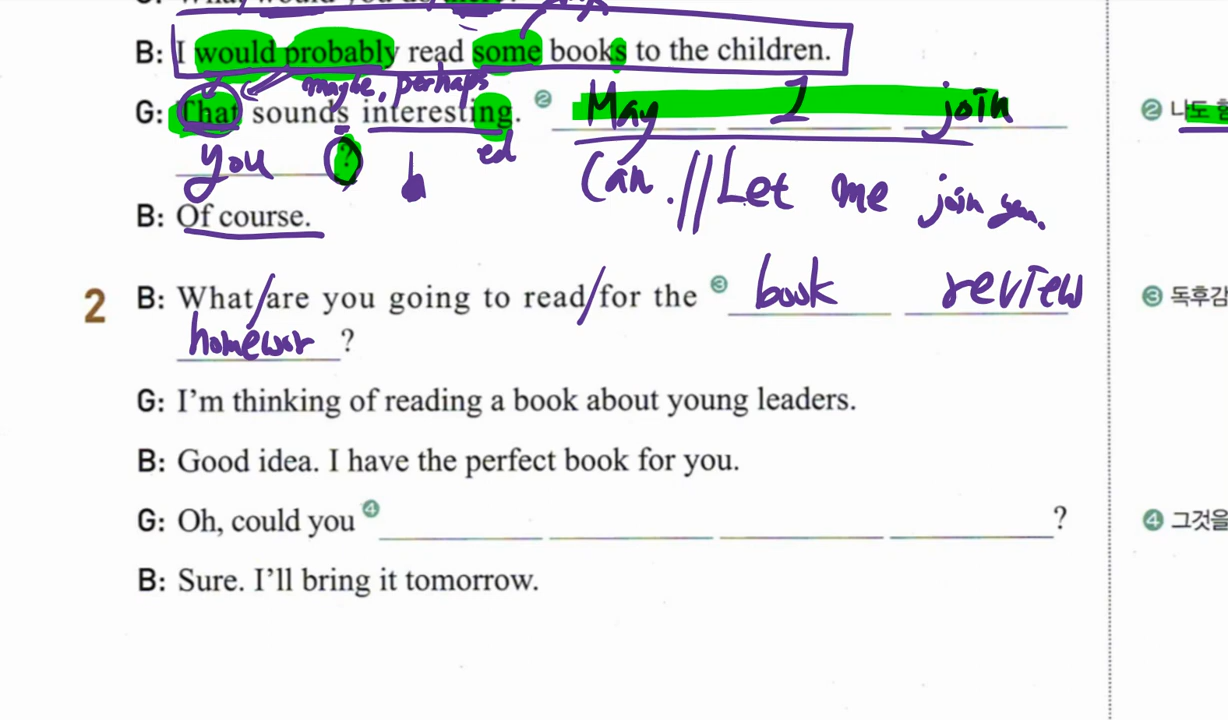 B: I would probably read some books to the children.
maybe, perhaps
G: That sounds interesting. ② May I join
you ? ed
Can. // Let me join you.
B: Of course.
② 나도
2 B: What/are you going to read/for the ③ book review
homewor ?
③ 독후감
G: I'm thinking of reading a book about young leaders.
B: Good idea. I have the perfect book for you.
G: Oh, could you ④ ?
④ 그것을
B: Sure. I'll bring it tomorrow.